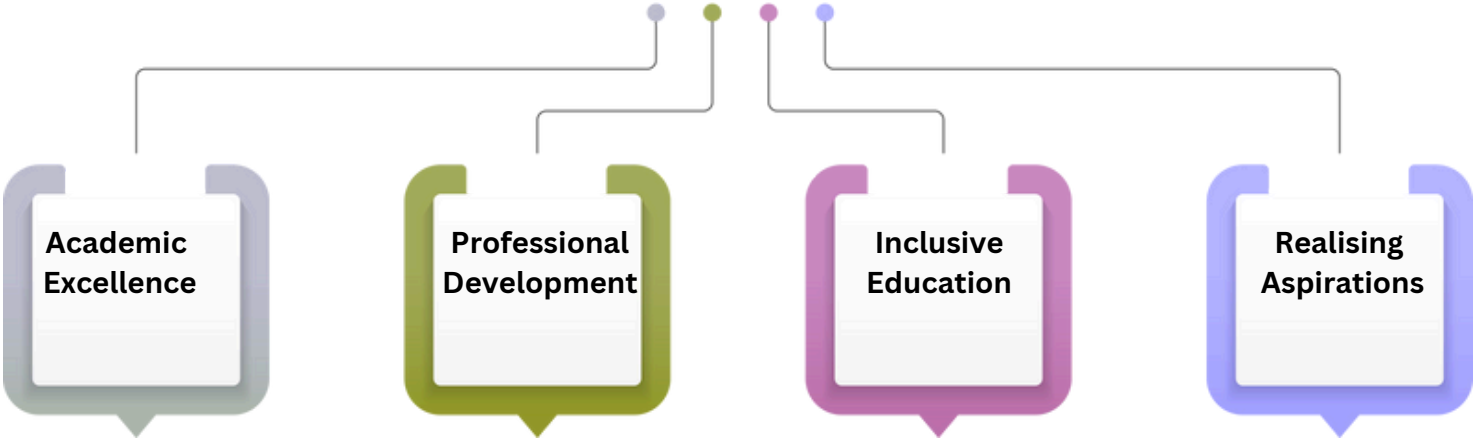 Academic
Excellence
Professional
Development
Inclusive
Education
Realising
Aspirations